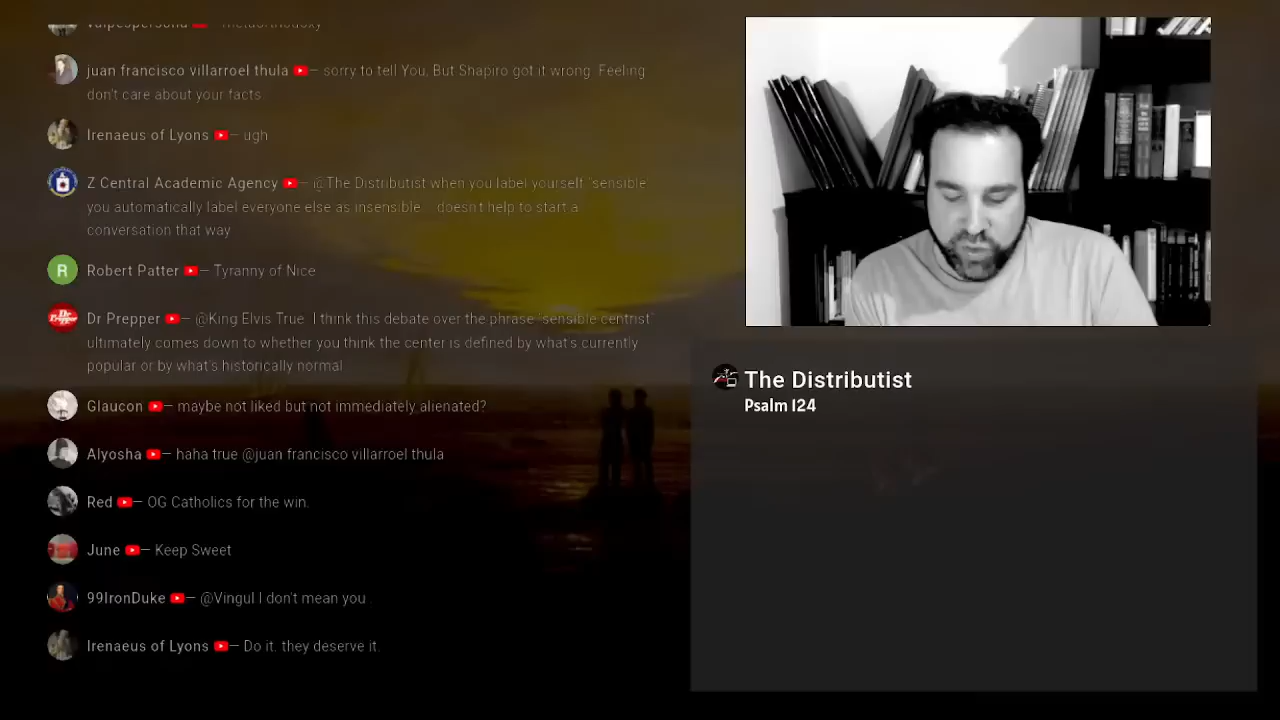 juan francisco villarroel thula — sorry to tell You. But Shapiro got it wrong. Feeling
don't care about your facts
Irenaeus of Lyons — ugh
Z Central Academic Agency — @The Distributist when you label yourself "sensible"
you automatically label everyone else as insensible... doesn't help to start a
conversation that way
R
Robert Patter — Tyranny of Nice
Dr Prepper — @King Elvis True. I think this debate over the phrase "sensible centrist"
ultimately comes down to whether you think the center is defined by what's currently
popular or by what's historically normal
Glaucon — maybe not liked but not immediately alienated?
Alyosha — haha true @juan francisco villarroel thula
Red — OG Catholics for the win.
June — Keep Sweet
99IronDuke — @Vingul I don't mean you .
Irenaeus of Lyons — Do it. they deserve it.
The Distributist
Psalm 124